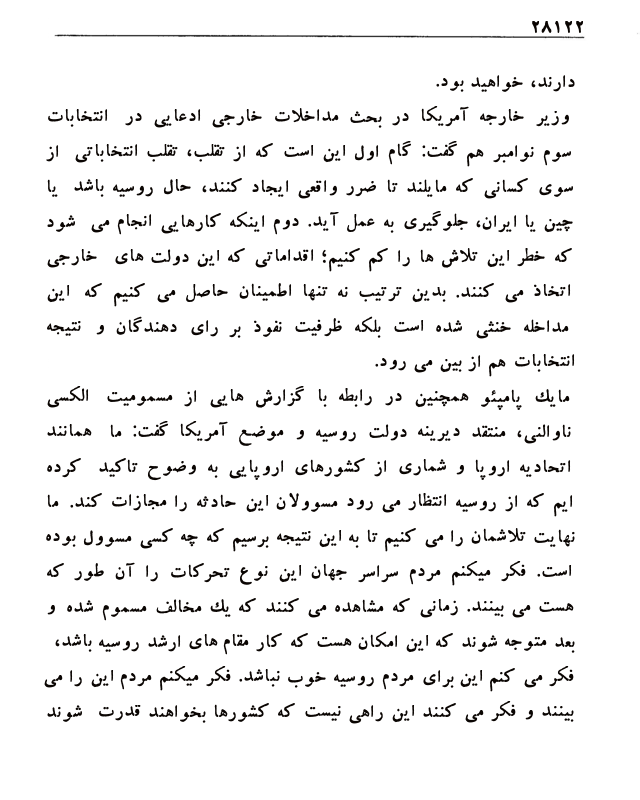 ۲۸۱۲۲
دارند، خواهید بود.
وزیر خارجه آمریکا در بحث مداخلات خارجی ادعایی در انتخابات
سوم نوامبر هم گفت: گام اول این است که از تقلب، تقلب انتخاباتی از
سوی کسانی که مایلند تا ضرر واقعی ایجاد کنند، حال روسیه باشد یا
چین یا ایران، جلوگیری به عمل آید. دوم اینکه کارهایی انجام می شود
که خطر این تلاش ها را کم کنیم؛ اقداماتی که این دولت های خارجی
اتخاذ می کنند. بدین ترتیب نه تنها اطمینان حاصل می کنیم که این
مداخله خنثی شده است بلکه ظرفیت نفوذ بر رای دهندگان و نتیجه
انتخابات هم از بین می رود.
مایك پامپئو همچنین در رابطه با گزارش هایی از مسمومیت الکسی
ناوالنی، منتقد دیرینه دولت روسیه و موضع آمریکا گفت: ما همانند
اتحادیه اروپا و شماری از کشورهای اروپایی به وضوح تاکید کرده
ایم که از روسیه انتظار می رود مسوولان این حادثه را مجازات کند. ما
نهایت تلاشمان را می کنیم تا به این نتیجه برسیم که چه کسی مسوول بوده
است. فکر میکنم مردم سراسر جهان این نوع تحرکات را آن طور که
هست می بینند. زمانی که مشاهده می کنند که یك مخالف مسموم شده و
بعد متوجه شوند که این امکان هست که کار مقام های ارشد روسیه باشد،
فکر می کنم این برای مردم روسیه خوب نباشد. فکر میکنم مردم این را می
بینند و فکر می کنند این راهی نیست که کشورها بخواهند قدرت شوند